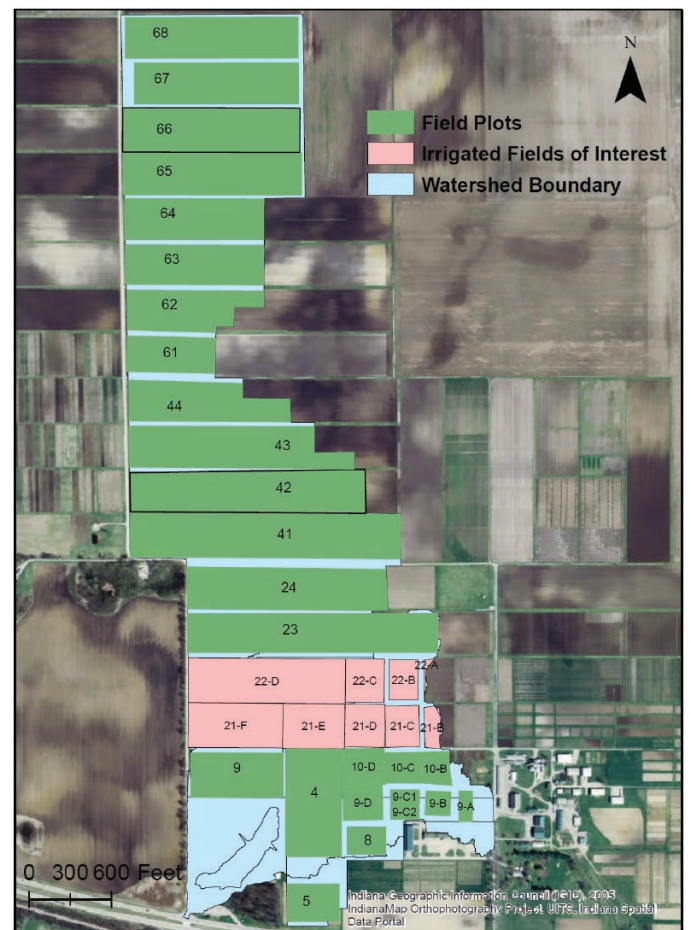 68
N
67
Field Plots
66
Irrigated Fields of Interest
65
Watershed Boundary
64
63
62
61
44
43
42
41
24
23
22-A
22-D
22-C
22-B
21-F
21-E
21-D
21-C
21-B
10-D
10-C
10-B
9
4
9-D
9-C1
9-B
9-A
9-C2
8
0 300 600 Feet
5
Indiana Geographic Information Council (IGIC), 2005
IndianaMap Orthophotography Project, UITS, Indiana Spatial
Data Portal